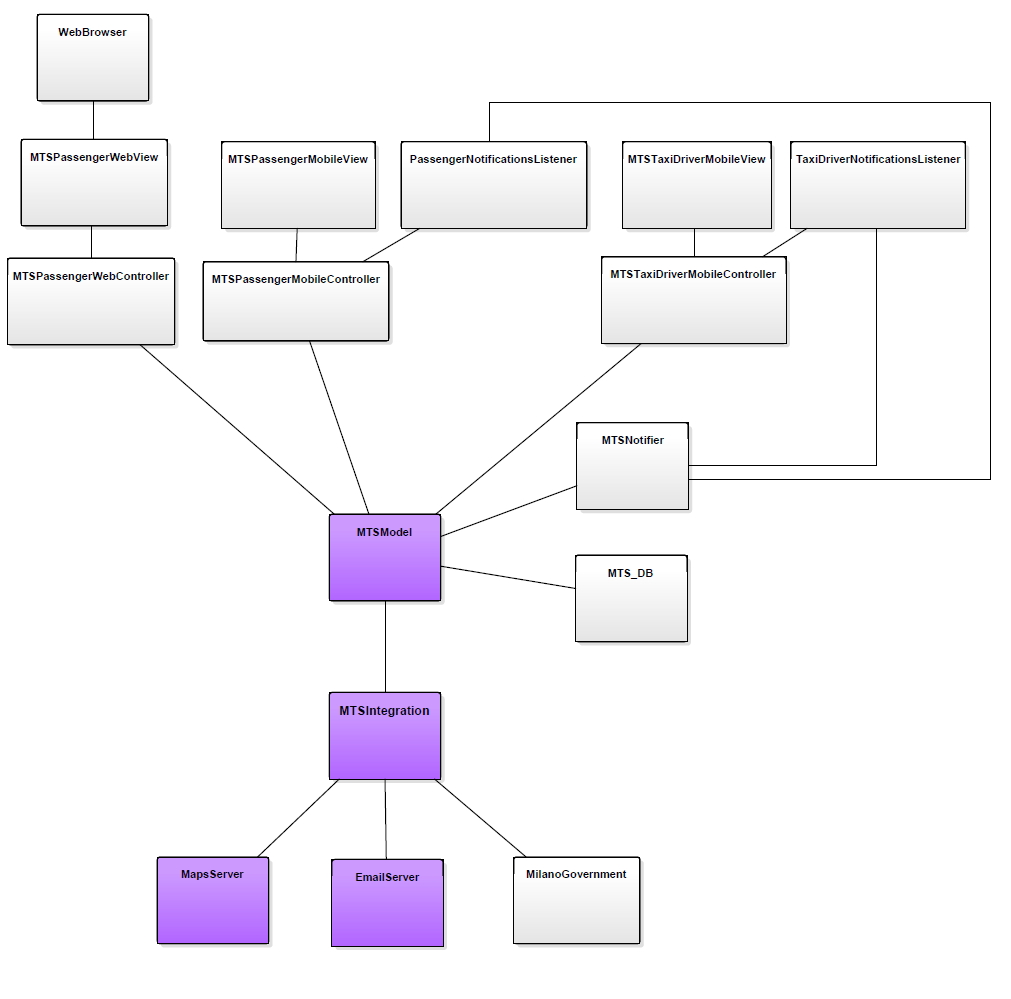 WebBrowser
MTSPassengerWebView
MTSPassengerMobileView
PassengerNotificationsListener
MTSTaxiDriverMobileView
TaxiDriverNotificationsListener
MTSPassengerWebController
MTSPassengerMobileController
MTSTaxiDriverMobileController
MTSNotifier
MTSModel
MTS_DB
MTSIntegration
MapsServer
EmailServer
MilanoGovernment